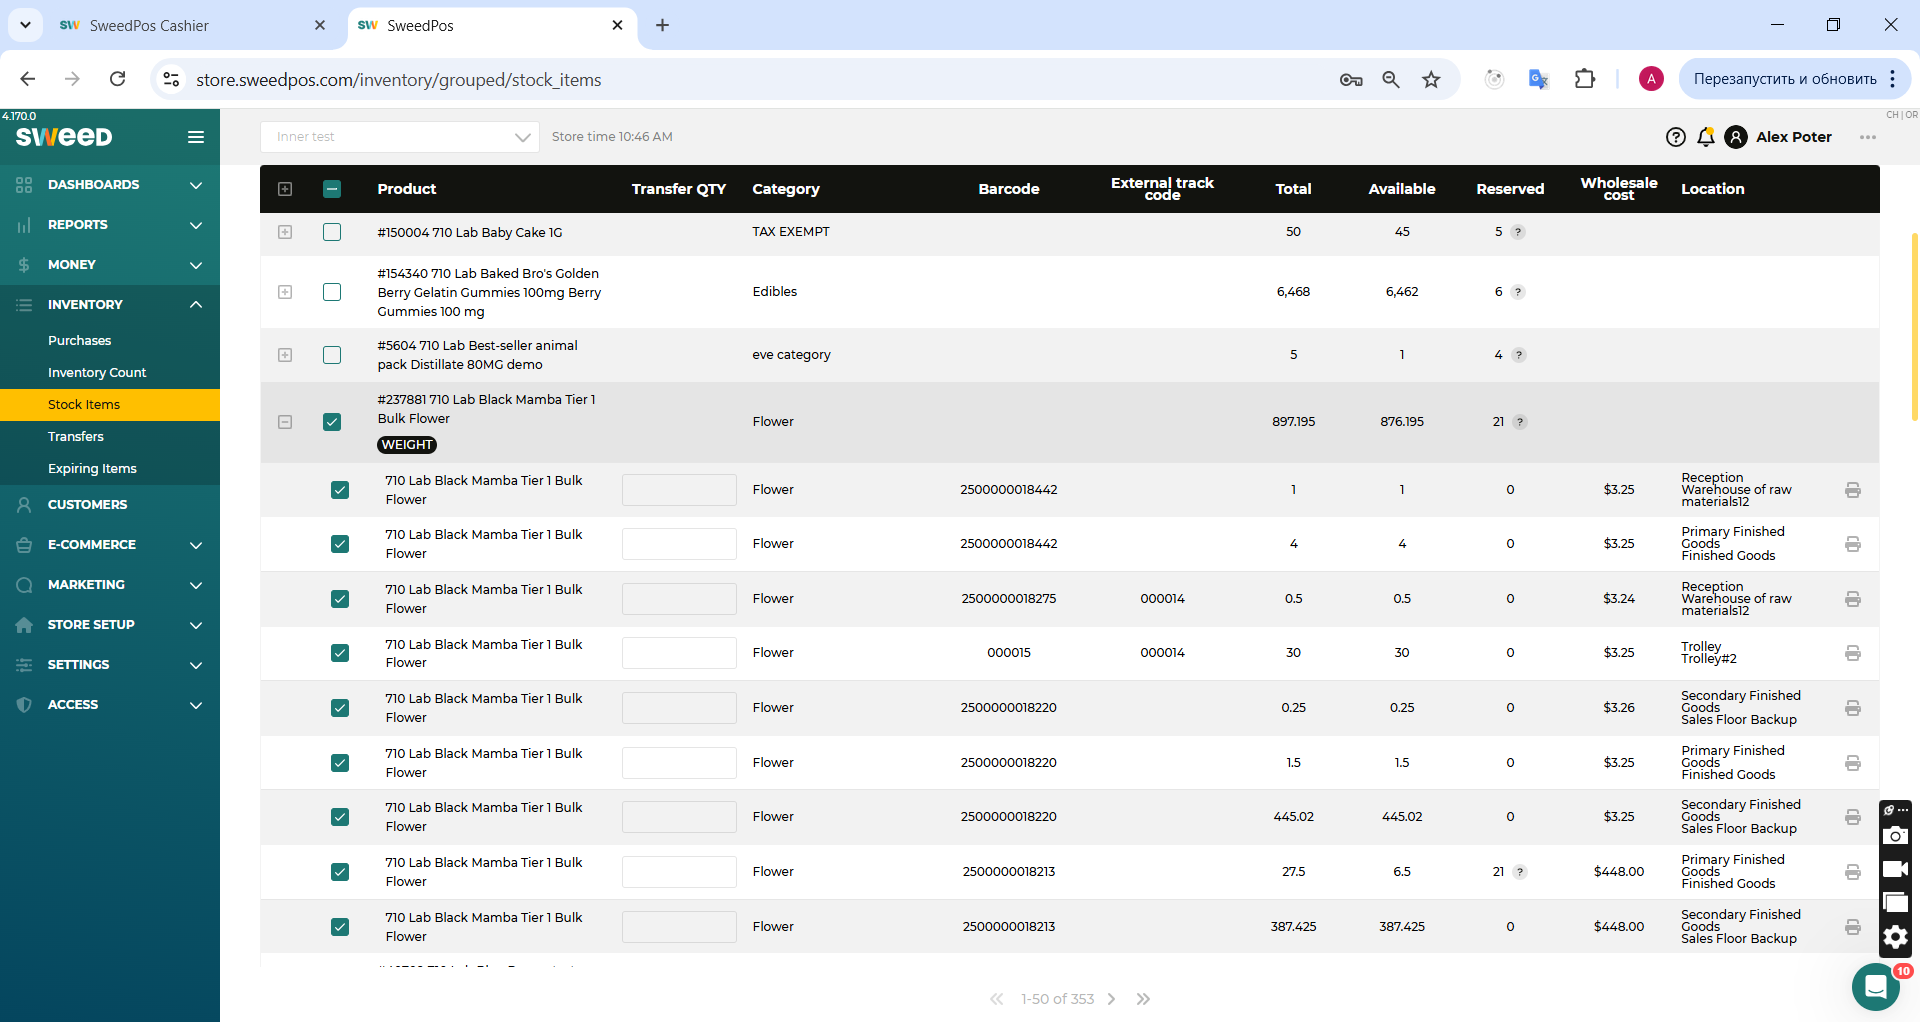 SW SweedPos Cashier
SW SweedPos
store.sweedpos.com/inventory/grouped/stock_items
A
Перезапустить и обновить
4.170.0
SWEED
DASHBOARDS
REPORTS
MONEY
INVENTORY
Purchases
Inventory Count
Stock Items
Transfers
Expiring Items
CUSTOMERS
E-COMMERCE
MARKETING
STORE SETUP
SETTINGS
ACCESS
Inner test
Store time 10:46 AM
Alex Poter
CH | OR
Product Transfer QTY Category Barcode External track code Total Available Reserved Wholesale cost Location
#150004 710 Lab Baby Cake 1G TAX EXEMPT 50 45 5 ?
#154340 710 Lab Baked Bro's Golden
Berry Gelatin Gummies 100mg Berry
Gummies 100 mg
Edibles 6,468 6,462 6 ?
#5604 710 Lab Best-seller animal
pack Distillate 80MG demo
eve category 5 1 4 ?
#237881 710 Lab Black Mamba Tier 1
Bulk Flower
WEIGHT
Flower 897.195 876.195 21 ?
710 Lab Black Mamba Tier 1 Bulk
Flower
Flower 2500000018442 1 1 0 $3.25
Reception
Warehouse of raw
materials12
710 Lab Black Mamba Tier 1 Bulk
Flower
Flower 2500000018442 4 4 0 $3.25
Primary Finished
Goods
Finished Goods
710 Lab Black Mamba Tier 1 Bulk
Flower
Flower 2500000018275 000014 0.5 0.5 0 $3.24
Reception
Warehouse of raw
materials12
710 Lab Black Mamba Tier 1 Bulk
Flower
Flower 000015 000014 30 30 0 $3.25
Trolley
Trolley#2
710 Lab Black Mamba Tier 1 Bulk
Flower
Flower 2500000018220 0.25 0.25 0 $3.26
Secondary Finished
Goods
Sales Floor Backup
710 Lab Black Mamba Tier 1 Bulk
Flower
Flower 2500000018220 1.5 1.5 0 $3.25
Primary Finished
Goods
Finished Goods
710 Lab Black Mamba Tier 1 Bulk
Flower
Flower 2500000018220 445.02 445.02 0 $3.25
Secondary Finished
Goods
Sales Floor Backup
710 Lab Black Mamba Tier 1 Bulk
Flower
Flower 2500000018213 27.5 6.5 21 ? $448.00
Primary Finished
Goods
Finished Goods
710 Lab Black Mamba Tier 1 Bulk
Flower
Flower 2500000018213 387.425 387.425 0 $448.00
Secondary Finished
Goods
Sales Floor Backup
1-50 of 353
10